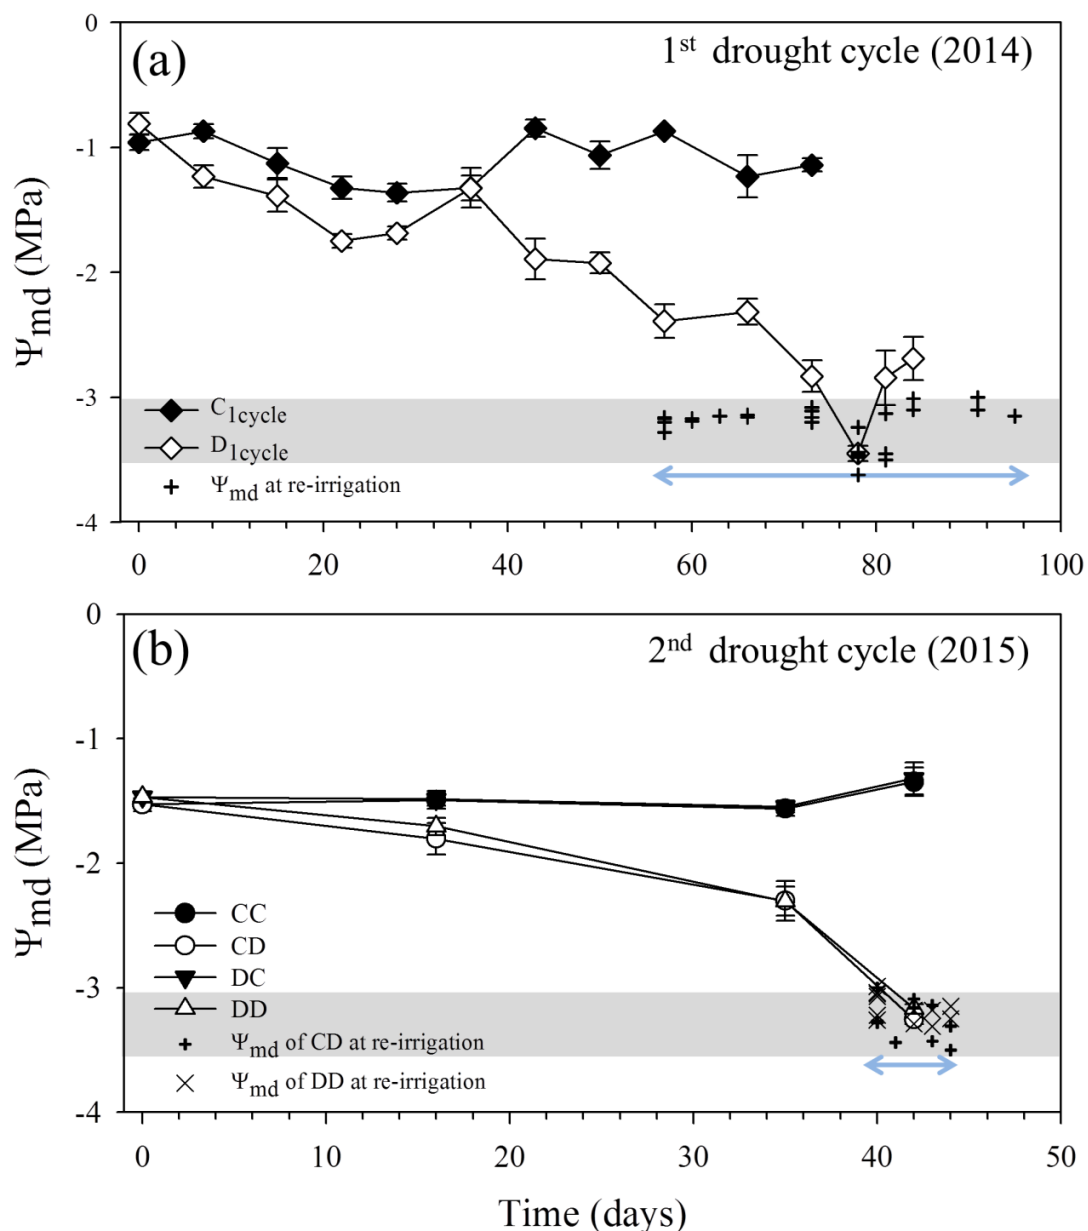 0
(a)
1st drought cycle (2014)
-1
-2
-3
-4
Ψmd (MPa)
C1cycle
D1cycle
Ψmd at re-irrigation
0 20 40 60 80 100
0
(b)
2nd drought cycle (2015)
-1
-2
-3
-4
Ψmd (MPa)
CC
CD
DC
DD
Ψmd of CD at re-irrigation
Ψmd of DD at re-irrigation
0 10 20 30 40 50
Time (days)